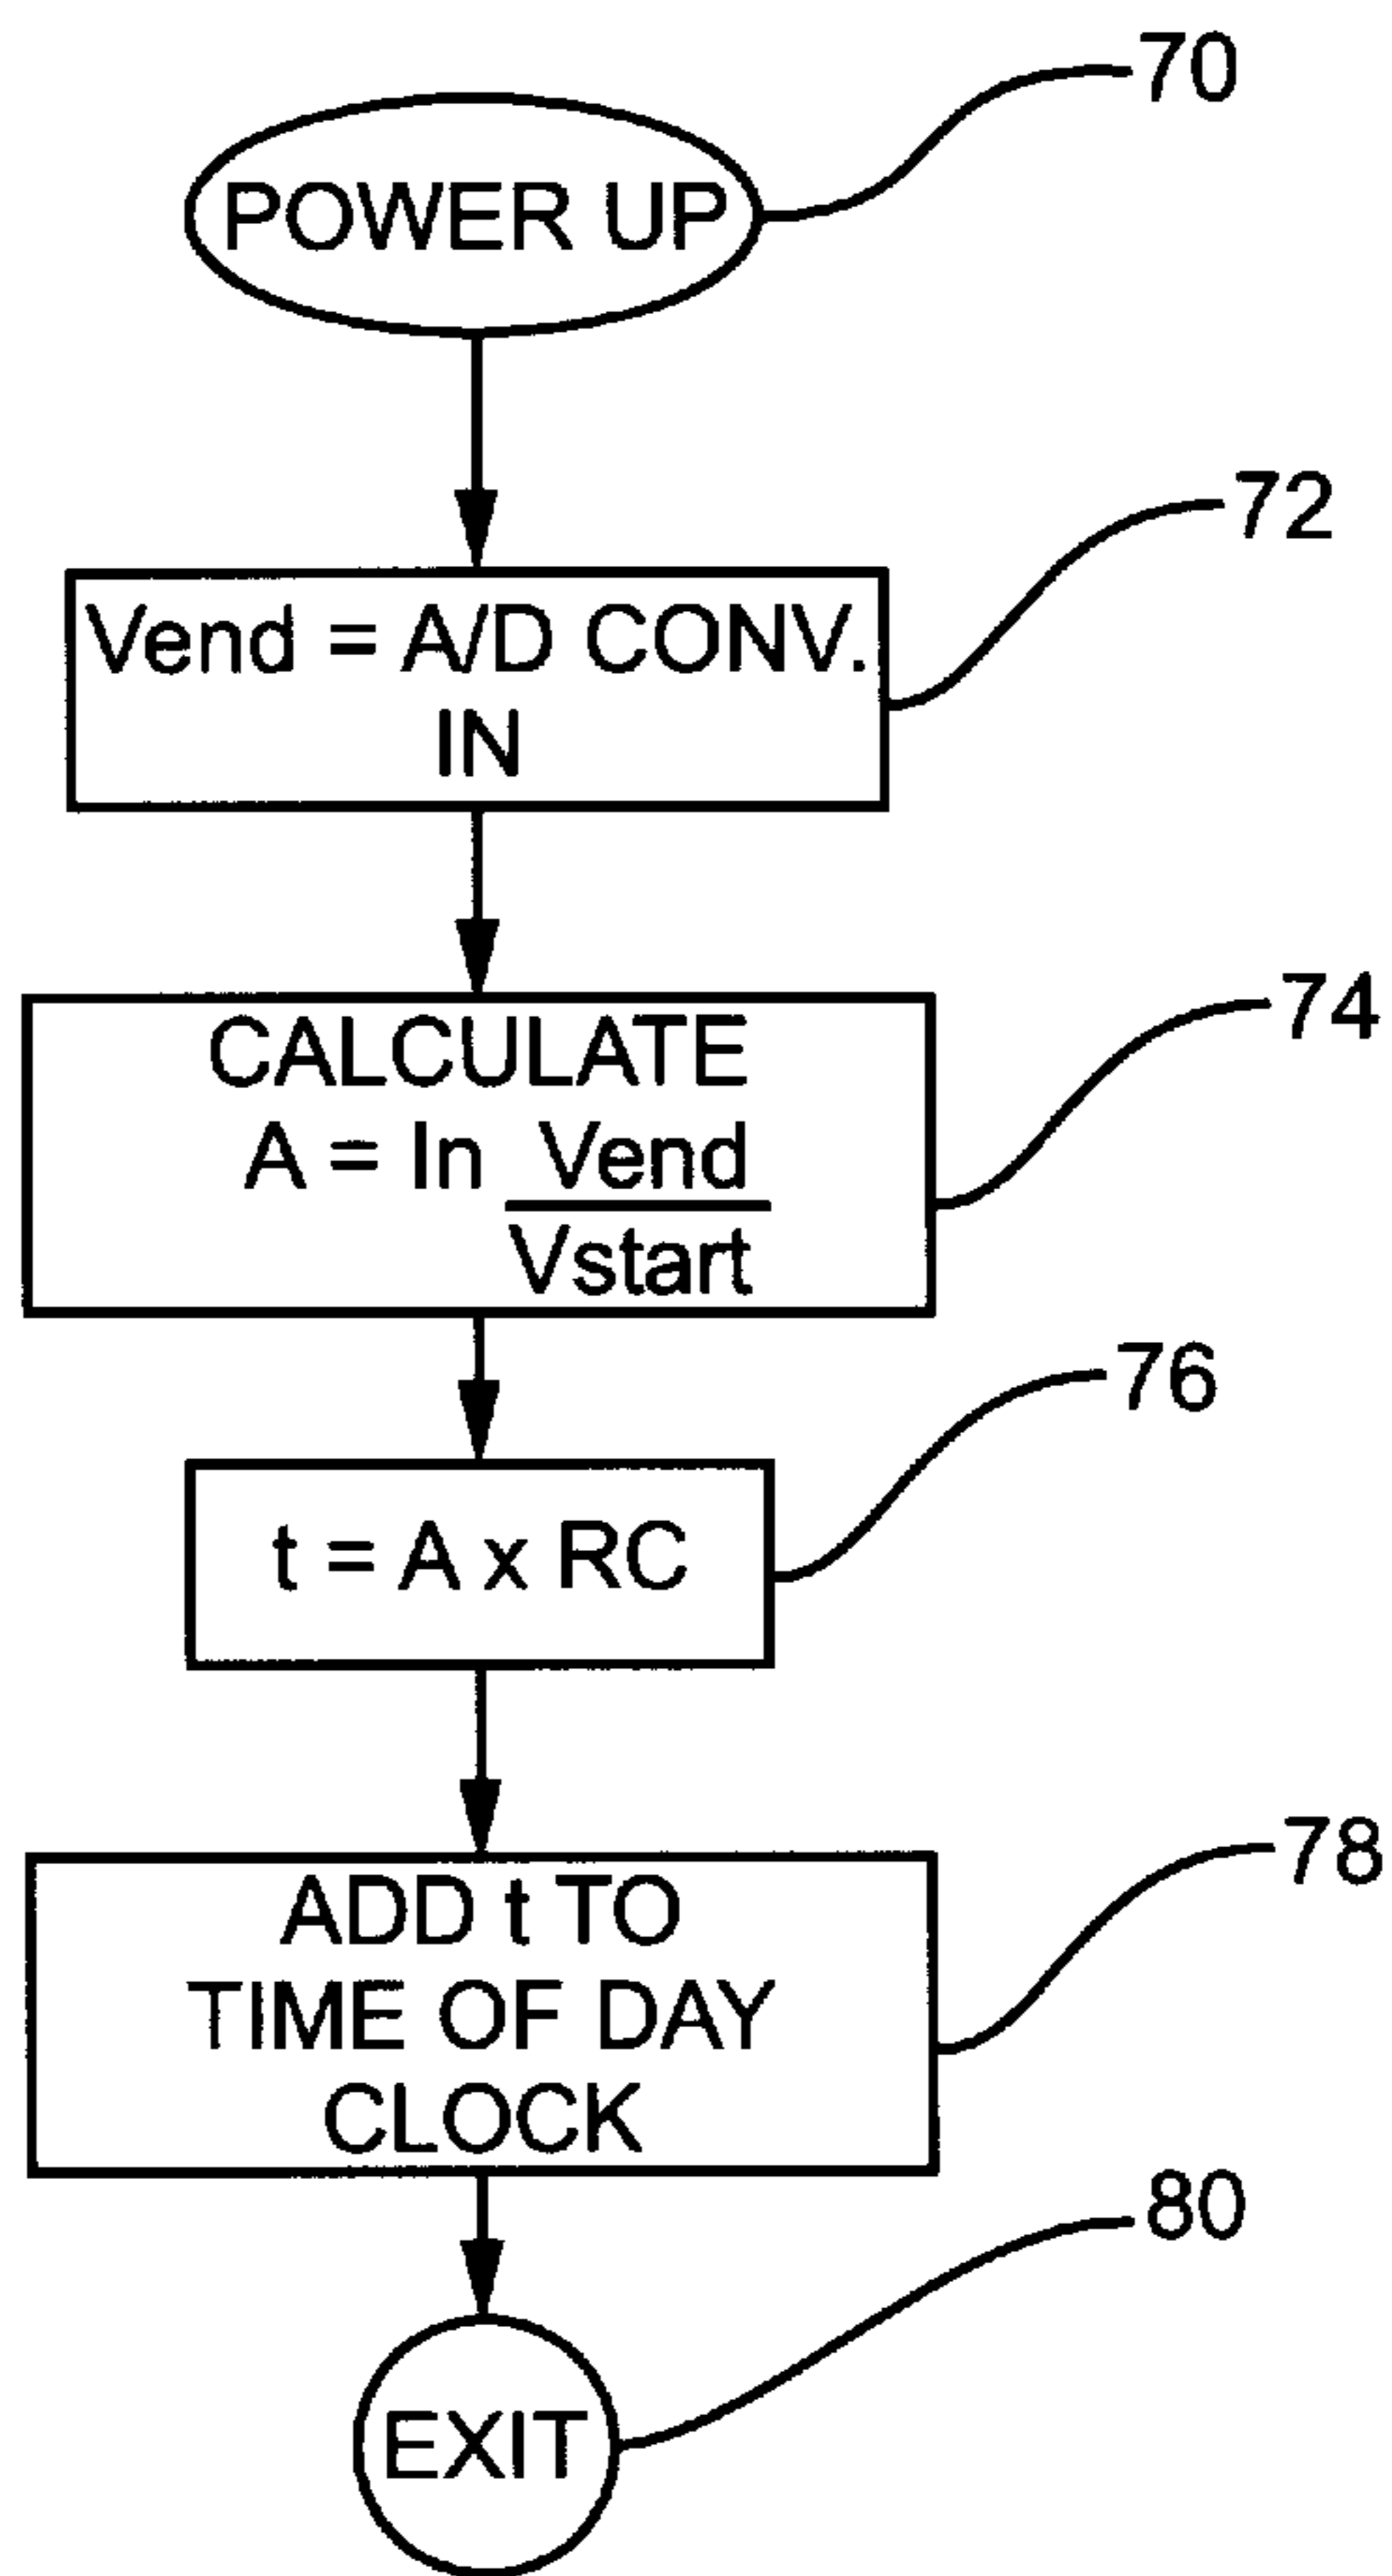 70
POWER UP
72
Vend = A/D CONV.
IN
74
CALCULATE
A = In Vend
Vstart
76
t = A x RC
78
ADD t TO
TIME OF DAY
CLOCK
80
EXIT